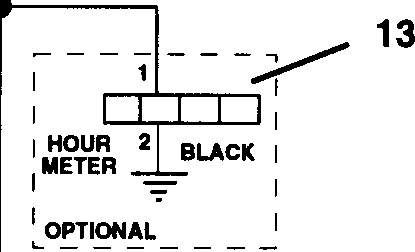 13
1
HOUR
METER
2
BLACK
OPTIONAL